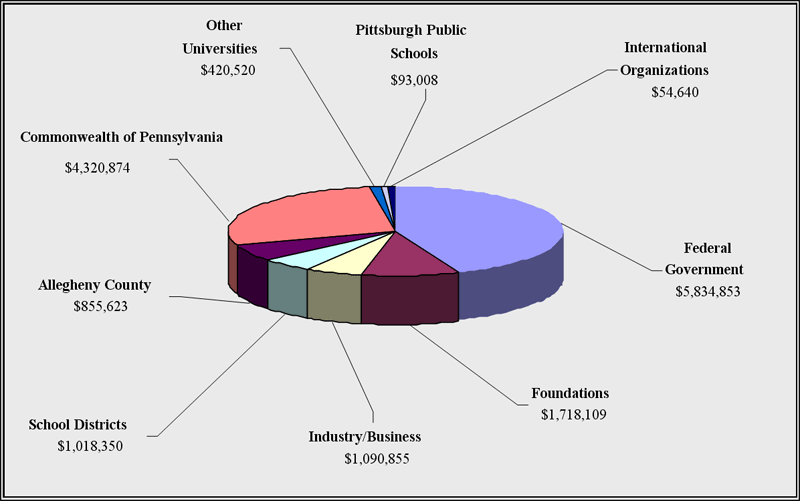 Other
Universities
$420,520
Pittsburgh Public
Schools
$93,008
International
Organizations
$54,640
Commonwealth of Pennsylvania
$4,320,874
Federal
Government
$5,834,853
Allegheny County
$855,623
Foundations
$1,718,109
School Districts
$1,018,350
Industry/Business
$1,090,855